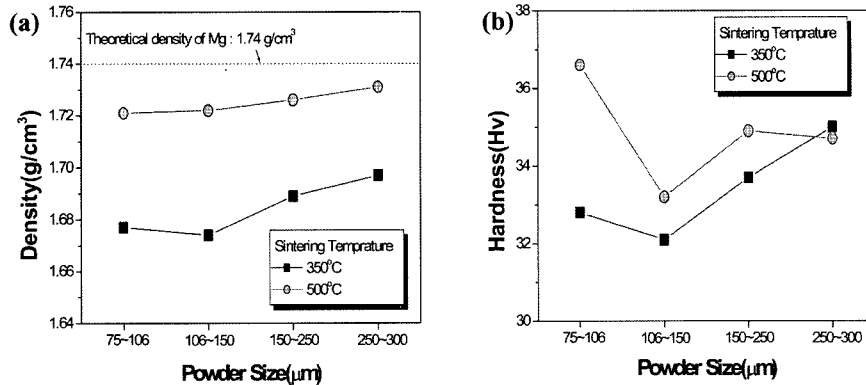 (a)
Theoretical density of Mg : 1.74 g/cm³
Sintering Temprature
350°C
500°C
Density(g/cm³)
1.74
1.72
1.70
1.68
1.66
1.64
75~106
106~150
150~250
250~300
Powder Size(μm)
(b)
Sintering Temprature
350°C
500°C
Hardness(Hv)
38
36
34
32
30
75~106
106~150
150~250
250~300
Powder Size(μm)